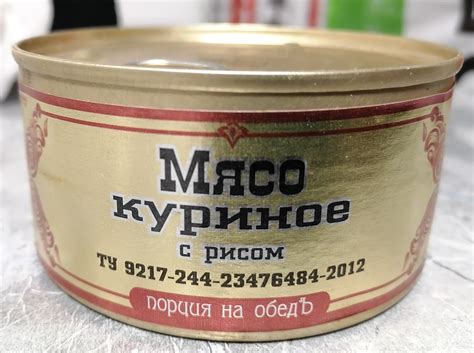 Мясо
куриное
с рисом
ТУ 9217-244-23476484-2012
порция на обедЪ